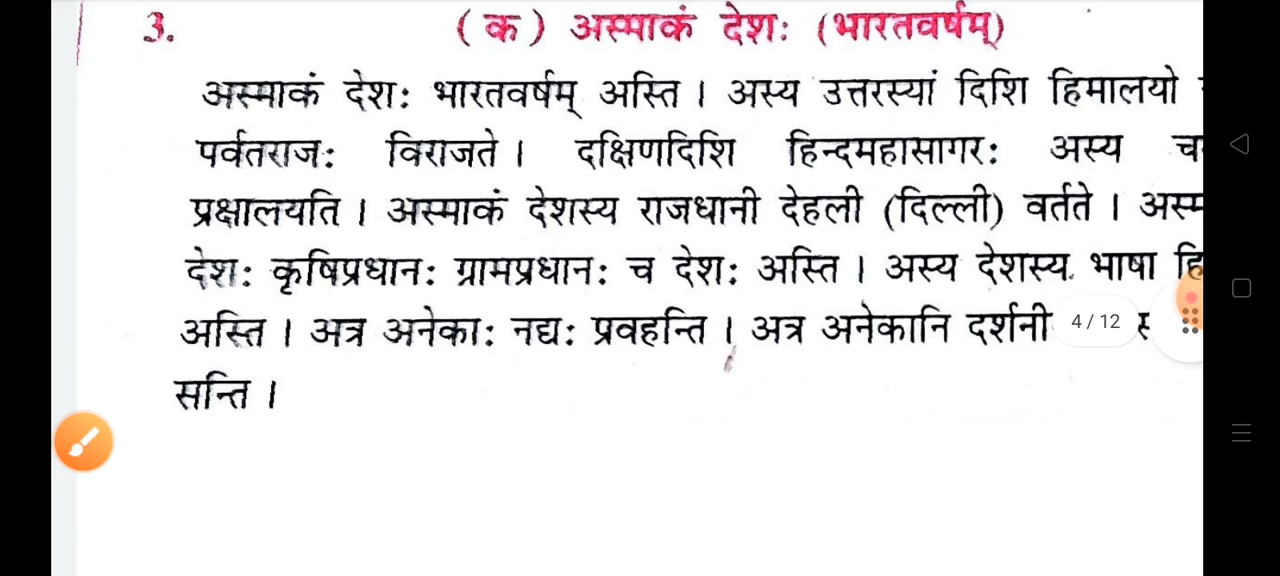 3. (क) अस्माकं देशः (भारतवर्षम्)
अस्माकं देशः भारतवर्षम् अस्ति । अस्य उत्तरस्यां दिशि हिमालयो
पर्वतराजः विराजते । दक्षिणदिशि हिन्दमहासागरः अस्य
प्रक्षालयति । अस्माकं देशस्य राजधानी देहली (दिल्ली) वर्तते ।
देशः कृषिप्रधानः ग्रामप्रधानः च देशः अस्ति । अस्य देशस्य भाषा
अस्ति । अत्र अनेकाः नद्यः प्रवहन्ति । अत्र अनेकानि
4 / 12
सन्ति ।